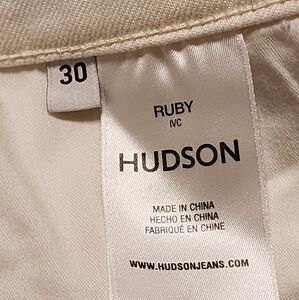 30
RUBY
IVC
HUDSON
MADE IN CHINA
HECHO EN CHINA
FABRIQUÉ EN CHINE
WWW.HUDSONJEANS.COM